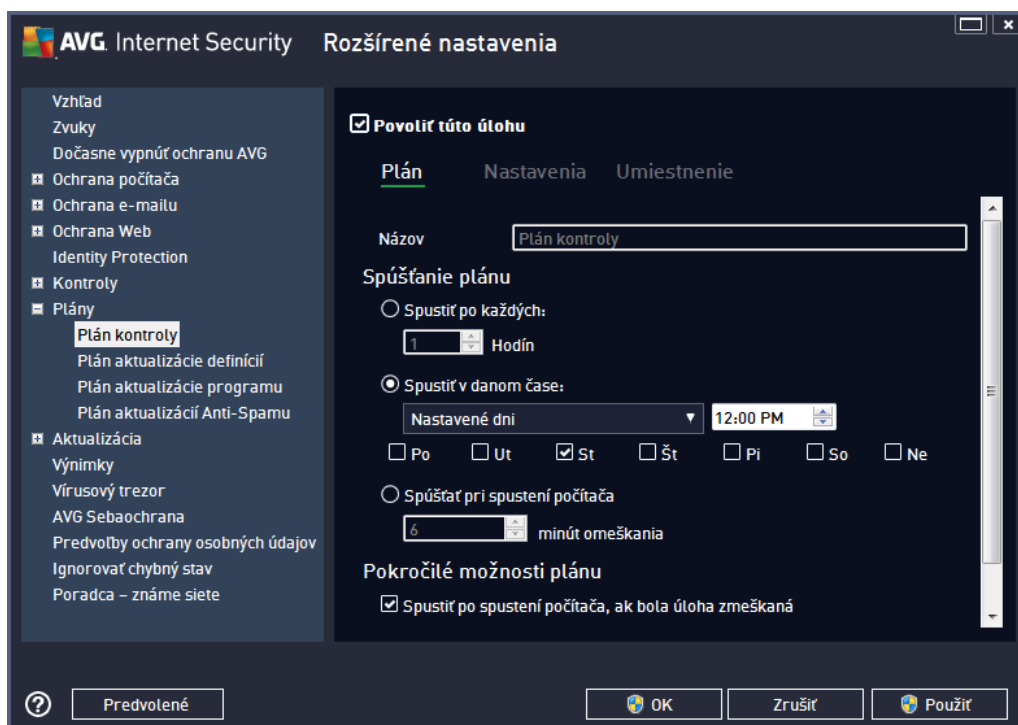 AVG. Internet Security Rozšírené nastavenia
Vzhľad
Zvuky
Dočasne vypnúť ochranu AVG
Ochrana počítača
Ochrana e-mailu
Ochrana Web
Identity Protection
Kontroly
Plány
Plán kontroly
Plán aktualizácie definícií
Plán aktualizácie programu
Plán aktualizácií Anti-Spamu
Aktualizácia
Výnimky
Vírusový trezor
AVG Sebaochrana
Predvoľby ochrany osobných údajov
Ignorovať chybný stav
Poradca – známe siete
Povoliť túto úlohu
Plán Nastavenia Umiestnenie
Názov Plán kontroly
Spúšťanie plánu
Spustiť po každých:
1 Hodín
Spustiť v danom čase:
Nastavené dni 12:00 PM
Po Ut St Št Pi So Ne
Spúšťať pri spustení počítača
6 minút omeškania
Pokročilé možnosti plánu
Spustiť po spustení počítača, ak bola úloha zmeškaná
? Predvolené OK Zrušiť Použiť